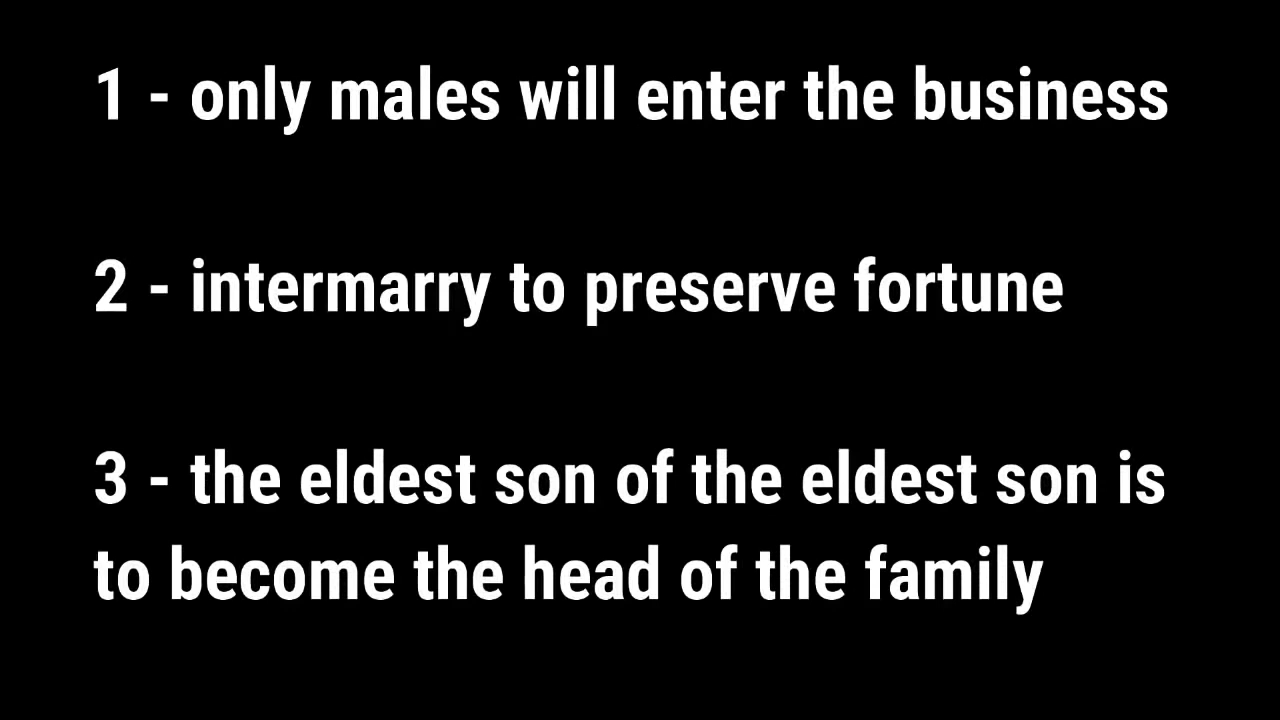 1 - only males will enter the business
2 - intermarry to preserve fortune
3 - the eldest son of the eldest son is
to become the head of the family